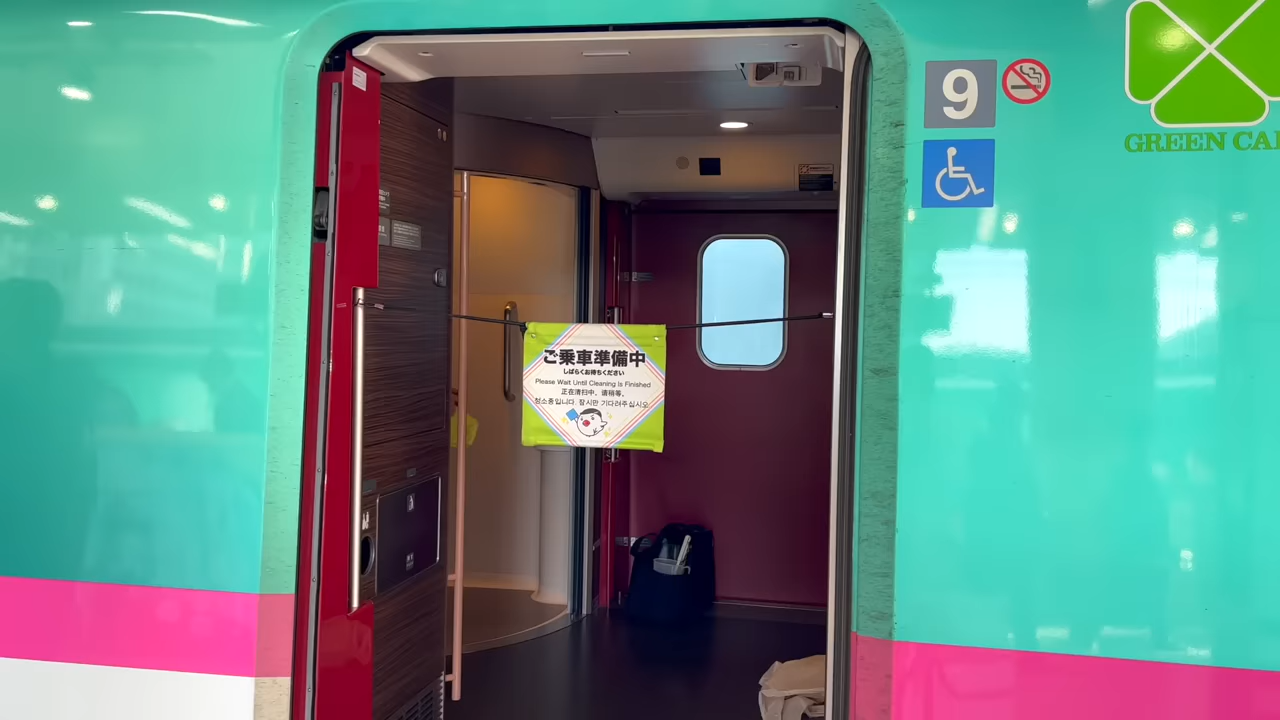 9
GREEN CA
ご乗車準備中
しばらくお待ちください
Please Wait Until Cleaning is Finished
正在清扫中。请稍等。
청소중입니다. 잠시만 기다려주십시오